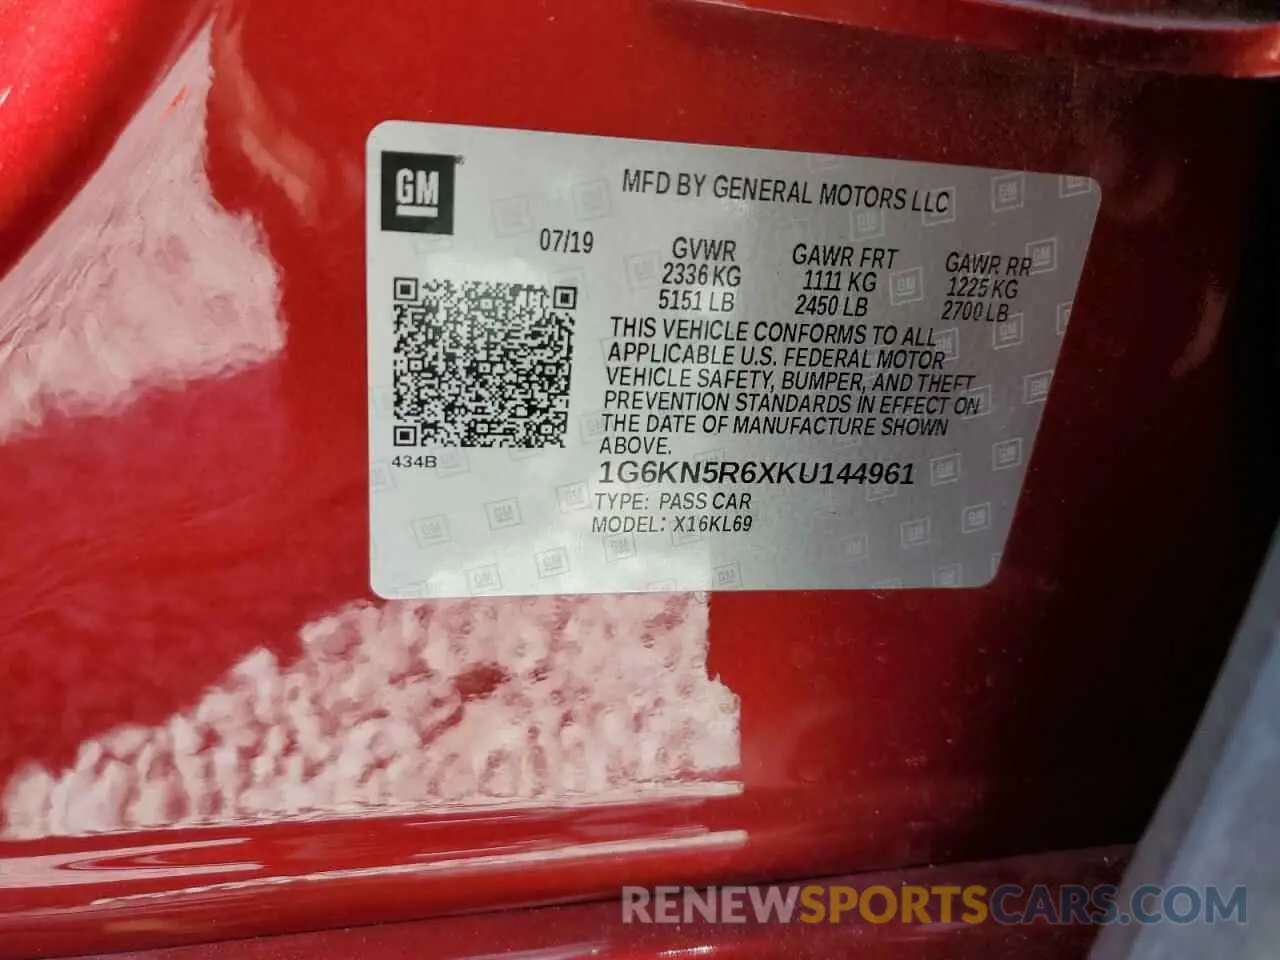 GM
MFD BY GENERAL MOTORS LLC
07/19
GVWR
2336 KG
5151 LB
GAWR FRT
1111 KG
2450 LB
GAWR RR
1225 KG
2700 LB
THIS VEHICLE CONFORMS TO ALL
APPLICABLE U.S. FEDERAL MOTOR
VEHICLE SAFETY, BUMPER, AND THEFT
PREVENTION STANDARDS IN EFFECT ON
THE DATE OF MANUFACTURE SHOWN
ABOVE.
434B
1G6KN5R6XKU144961
TYPE: PASS CAR
MODEL: X16KL69
RENEWSPORTSCARS.COM